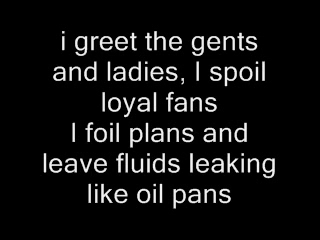 i greet the gents
and ladies, I spoil
loyal fans
I foil plans and
leave fluids leaking
like oil pans